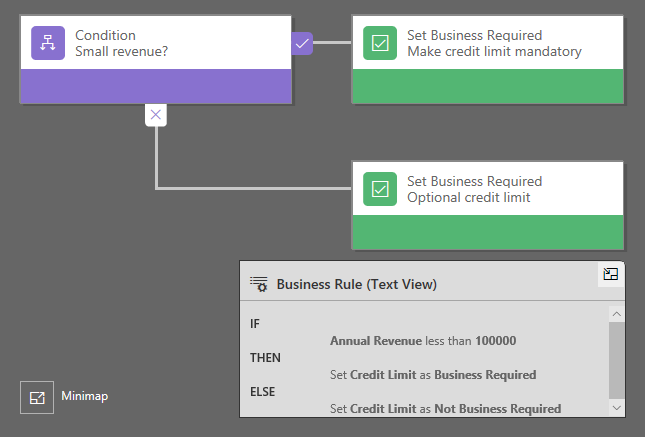 Condition
Small revenue?
Set Business Required
Make credit limit mandatory
Set Business Required
Optional credit limit
Business Rule (Text View)
IF
Annual Revenue less than 100000
THEN
Set Credit Limit as Business Required
ELSE
Set Credit Limit as Not Business Required
Minimap